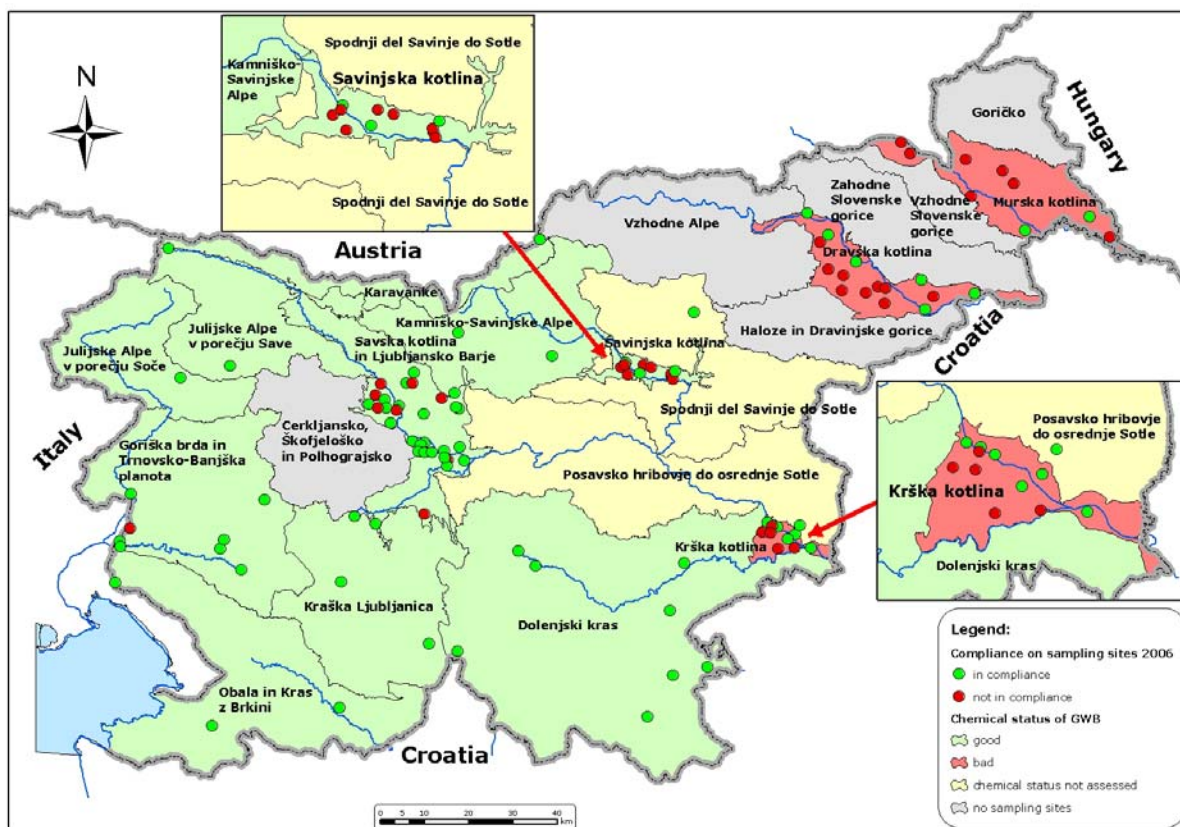 Spodnji del Savinje do Sotle
Kamniško-
Savinjske
Alpe
Savinjska kotlina
Spodnji del Savinje do Sotle
N
Goričko
Hungary
Zahodne
Slovenske
gorice
Vzhodne
Slovenske
gorice
Murska kotlina
Vzhodne Alpe
Dravska kotlina
Haloze in Dravinjske gorice
Croatia
Austria
Karavanke
Kamniško-Savinjske Alpe
Julijske Alpe
v porečju Save
Savska kotlina
in Ljubljansko Barje
Savinjska kotlina
Julijske Alpe
v porečju Soče
Spodnji del Savinje do Sotle
Cerkljansko,
Škofjeloško
in Polhograjsko
Italy
Goriška brda in
Trnovsko-Banjška
planota
Posavsko hribovje do osrednje Sotle
Posavsko hribovje
do osrednje Sotle
Krška kotlina
Dolenjski kras
Krška kotlina
Kraška Ljubljanica
Dolenjski kras
Obala in Kras
z Brkini
Croatia
Legend:
Compliance on sampling sites 2006
in compliance
not in compliance
Chemical status of GWB
good
bad
chemical status not assessed
no sampling sites
0 5 10 20 30 40
km